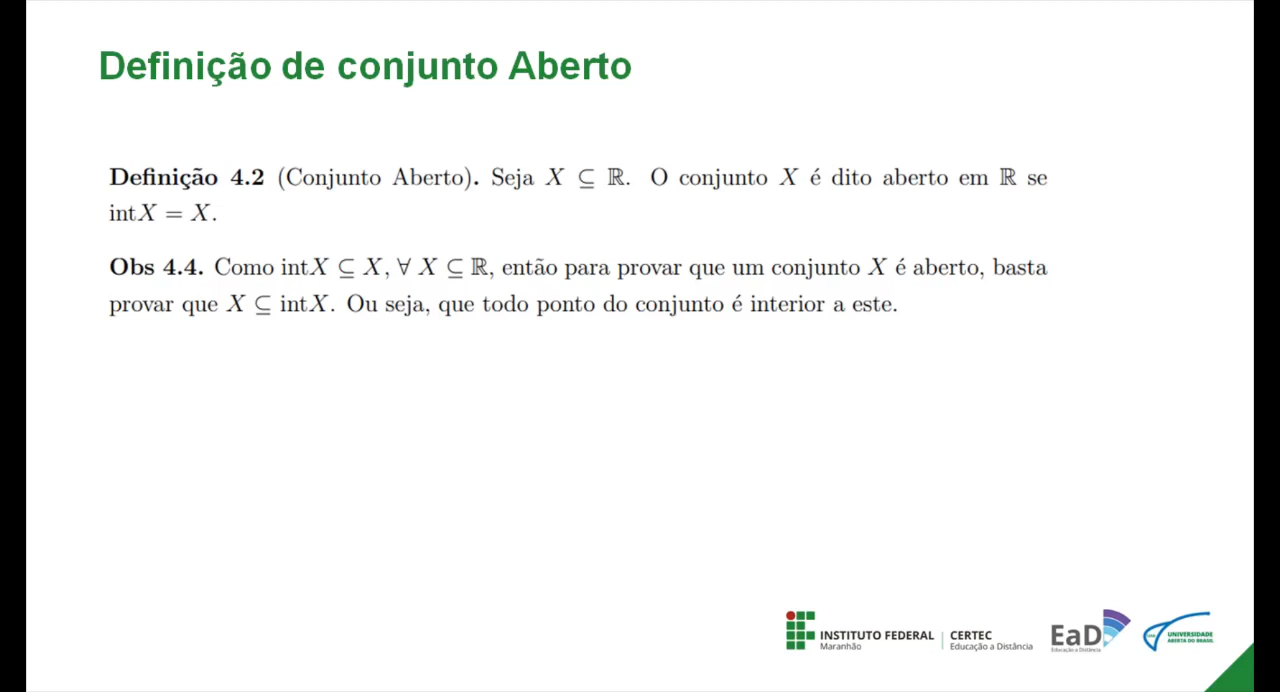 Definição de conjunto Aberto
Definição 4.2 (Conjunto Aberto). Seja X ⊆ ℝ. O conjunto X é dito aberto em ℝ se
intX = X.
Obs 4.4. Como intX ⊆ X, ∀ X ⊆ ℝ, então para provar que um conjunto X é aberto, basta
provar que X ⊆ intX. Ou seja, que todo ponto do conjunto é interior a este.
INSTITUTO FEDERAL
Maranhão
CERTEC
Educação a Distância
EaD
Educação a Distância
UNIVERSIDADE
ABERTA DO BRASIL